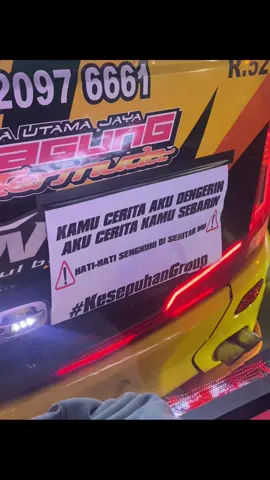 2097 6661
R.52
A UTAMA JAYA
AGUNG
KAMU CERITA AKU DENGERIN
AKU CERITA KAMU SEBARIN
HATI-HATI SENGKUNI DI SEKITAR MU
#KesepuhanGroup